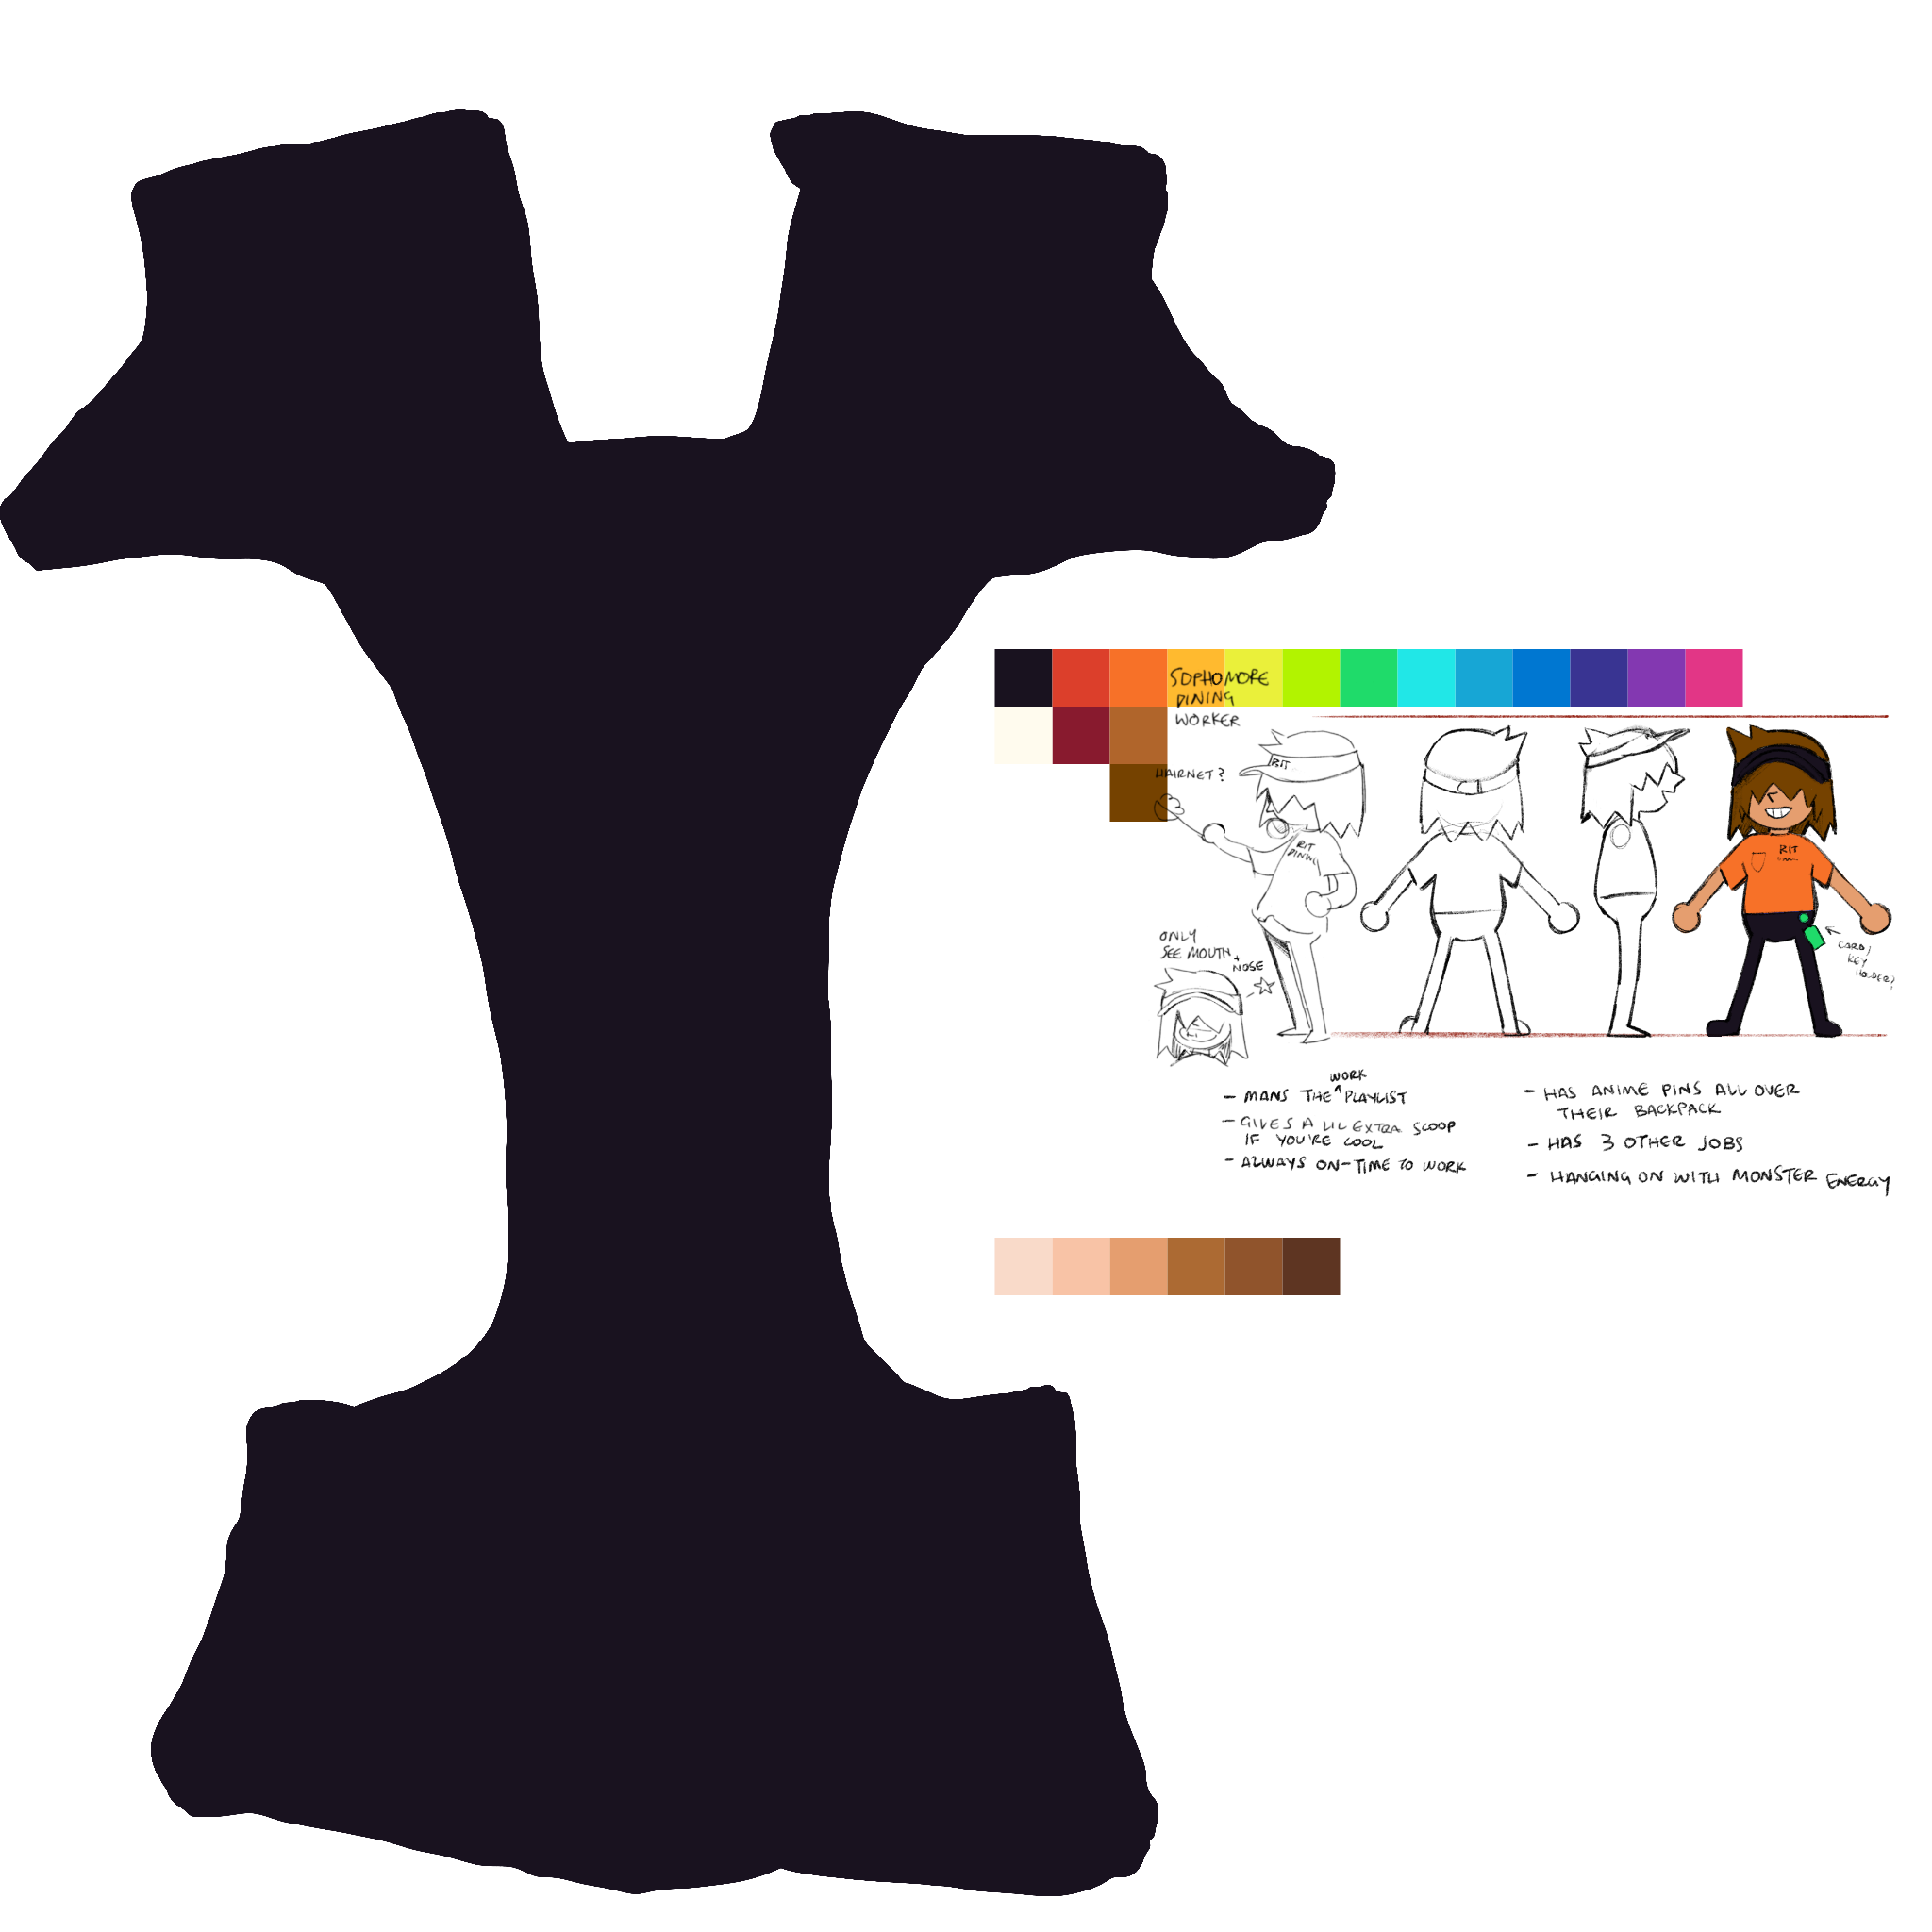 SOPHOMORE
DINING
WORKER
HAIRNET?
RIT
RIT
DINING
RIT
ONLY
SEE MOUTH
+
NOSE
CARD/
KEY
HOLDER?
WORK
- MANS THE ^ PLAYLIST
- GIVES A LIL EXTRA SCOOP
IF YOU'RE COOL
- ALWAYS ON-TIME TO WORK
- HAS ANIME PINS ALL OVER
THEIR BACKPACK
- HAS 3 OTHER JOBS
- HANGING ON WITH MONSTER ENERGY